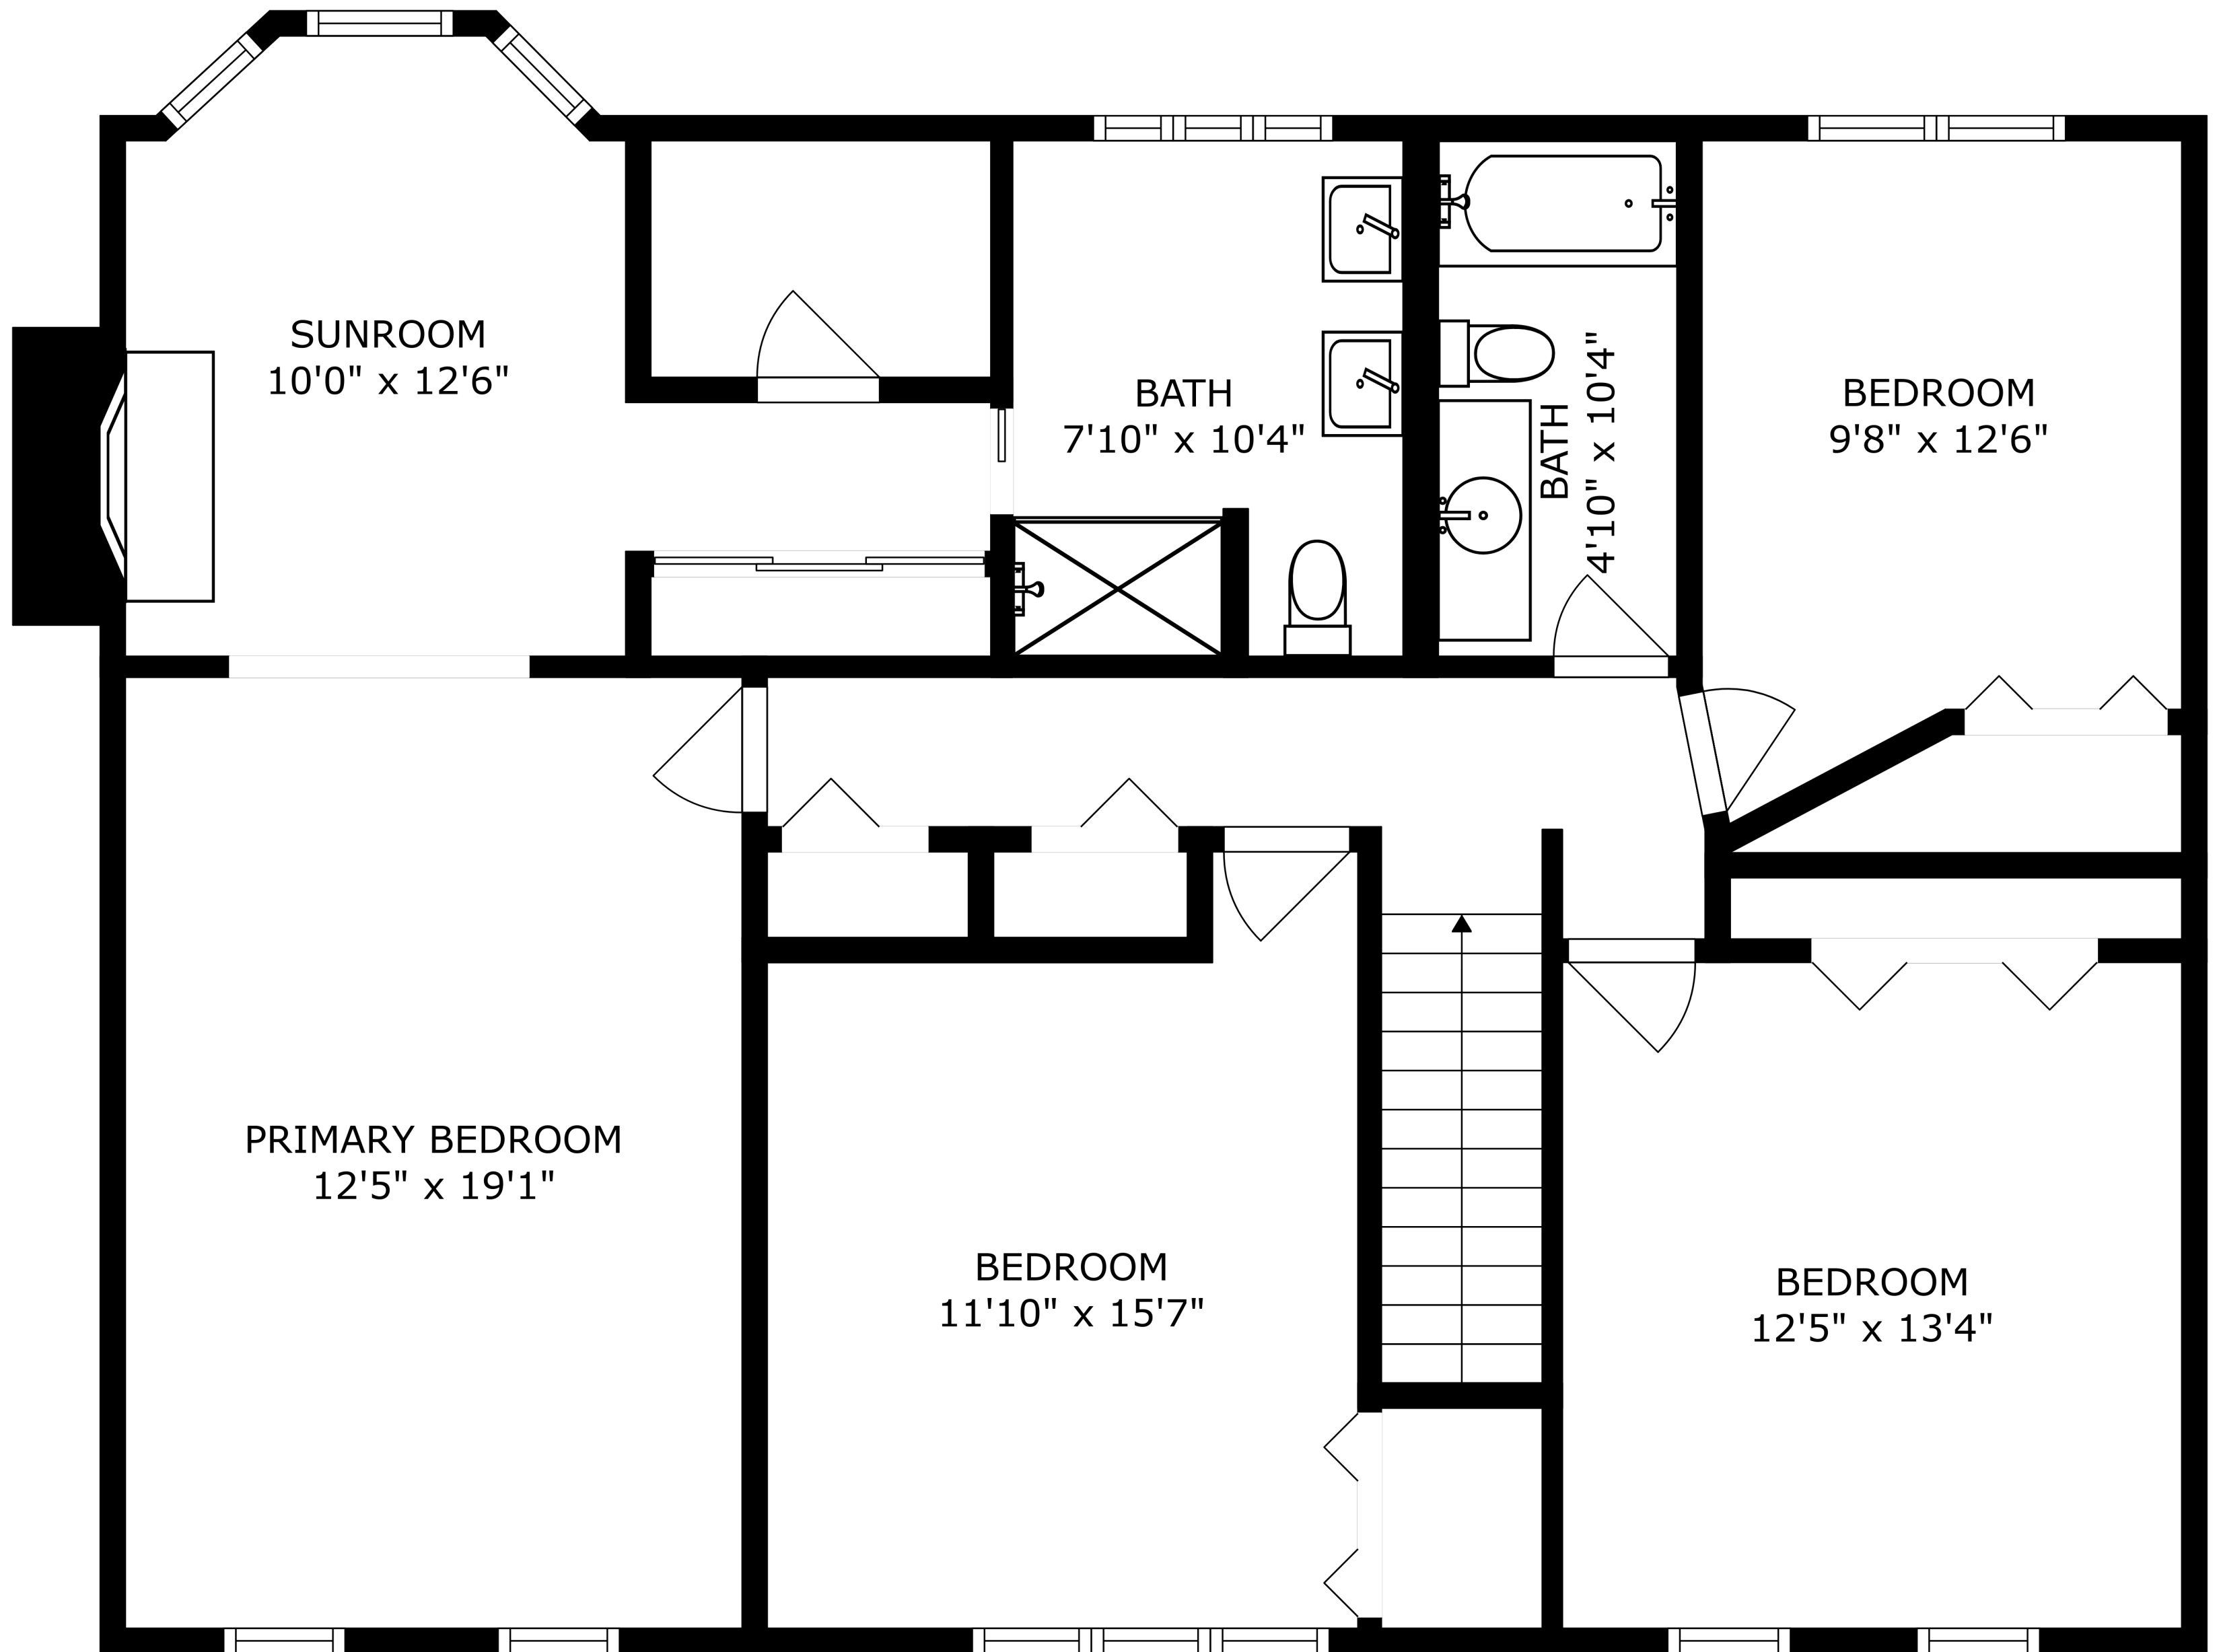 SUNROOM
10'0" x 12'6"
BATH
7'10" x 10'4"
BATH
4'10" x 10'4"
BEDROOM
9'8" x 12'6"
PRIMARY BEDROOM
12'5" x 19'1"
BEDROOM
11'10" x 15'7"
BEDROOM
12'5" x 13'4"